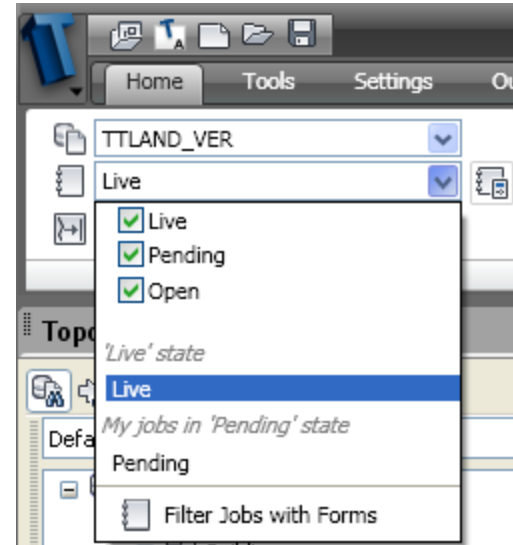 Home Tools Settings Ou
TTLAND_VER
Live
Live
Pending
Open
'Live' state
Live
My jobs in 'Pending' state
Pending
Filter Jobs with Forms
Topo
Defa